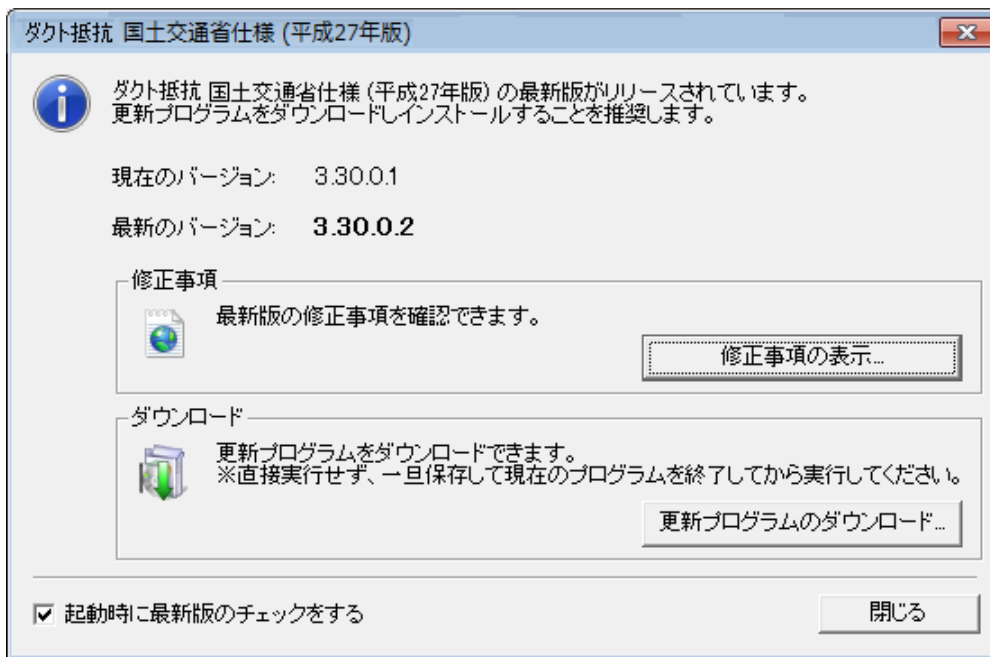 ダクト抵抗 国土交通省仕様 (平成27年版)
ダクト抵抗 国土交通省仕様 (平成27年版) の最新版がリリースされています。
更新プログラムをダウンロードしインストールすることを推奨します。
現在のバージョン: 3.30.0.1
最新のバージョン: 3.30.0.2
修正事項
最新版の修正事項を確認できます。
修正事項の表示...
ダウンロード
更新プログラムをダウンロードできます。
※直接実行せず、一旦保存して現在のプログラムを終了してから実行してください。
更新プログラムのダウンロード...
起動時に最新版のチェックをする
閉じる